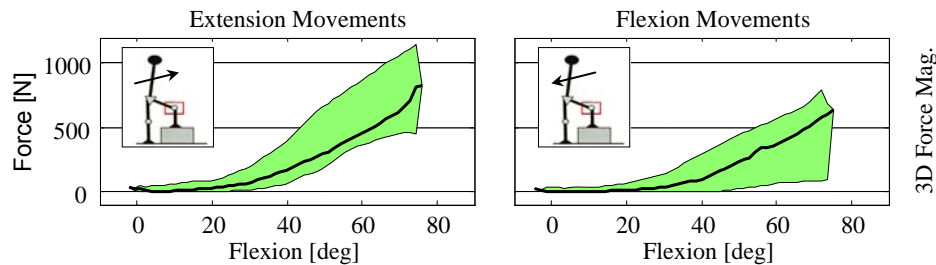 Extension Movements
Flexion Movements
Force [N]
1000
500
0
0 20 40 60 80
Flexion [deg]
0 20 40 60 80
Flexion [deg]
3D Force Mag.